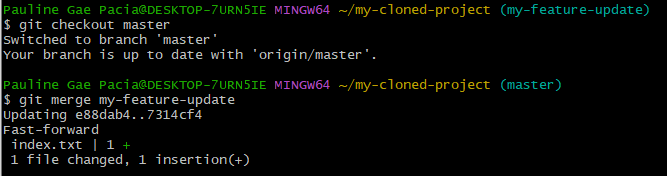 Pauline Gae Pacia@DESKTOP-7URN5IE MINGW64 ~/my-cloned-project (my-feature-update)
$ git checkout master
Switched to branch 'master'
Your branch is up to date with 'origin/master'.
Pauline Gae Pacia@DESKTOP-7URN5IE MINGW64 ~/my-cloned-project (master)
$ git merge my-feature-update
Updating e88dab4..7314cf4
Fast-forward
 index.txt | 1 +
 1 file changed, 1 insertion(+)